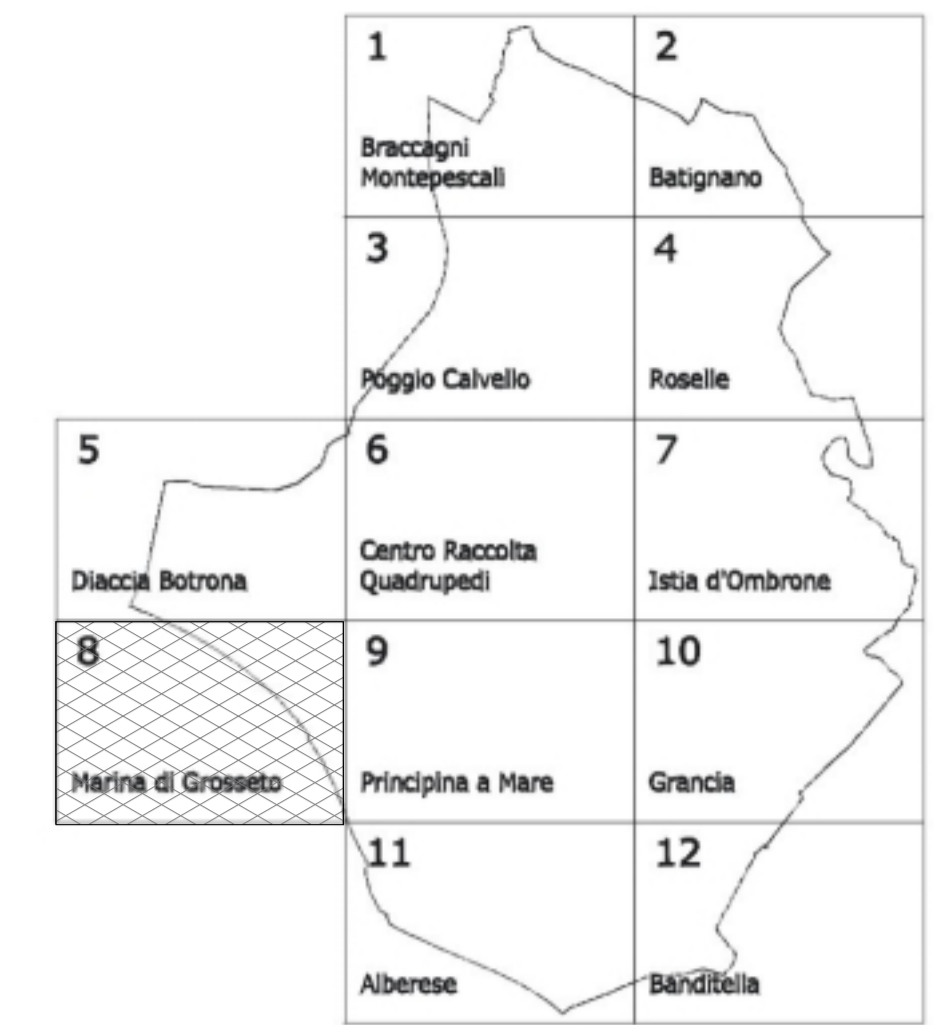 1
Braccagni
Montepescali
2
Batignano
3
Poggio Calvello
4
Roselle
5
Diaccia Botrona
6
Centro Raccolta
Quadrupedi
7
Istia d'Ombrone
8
Marina di Grosseto
9
Principina a Mare
10
Grancia
11
Alberese
12
Banditella